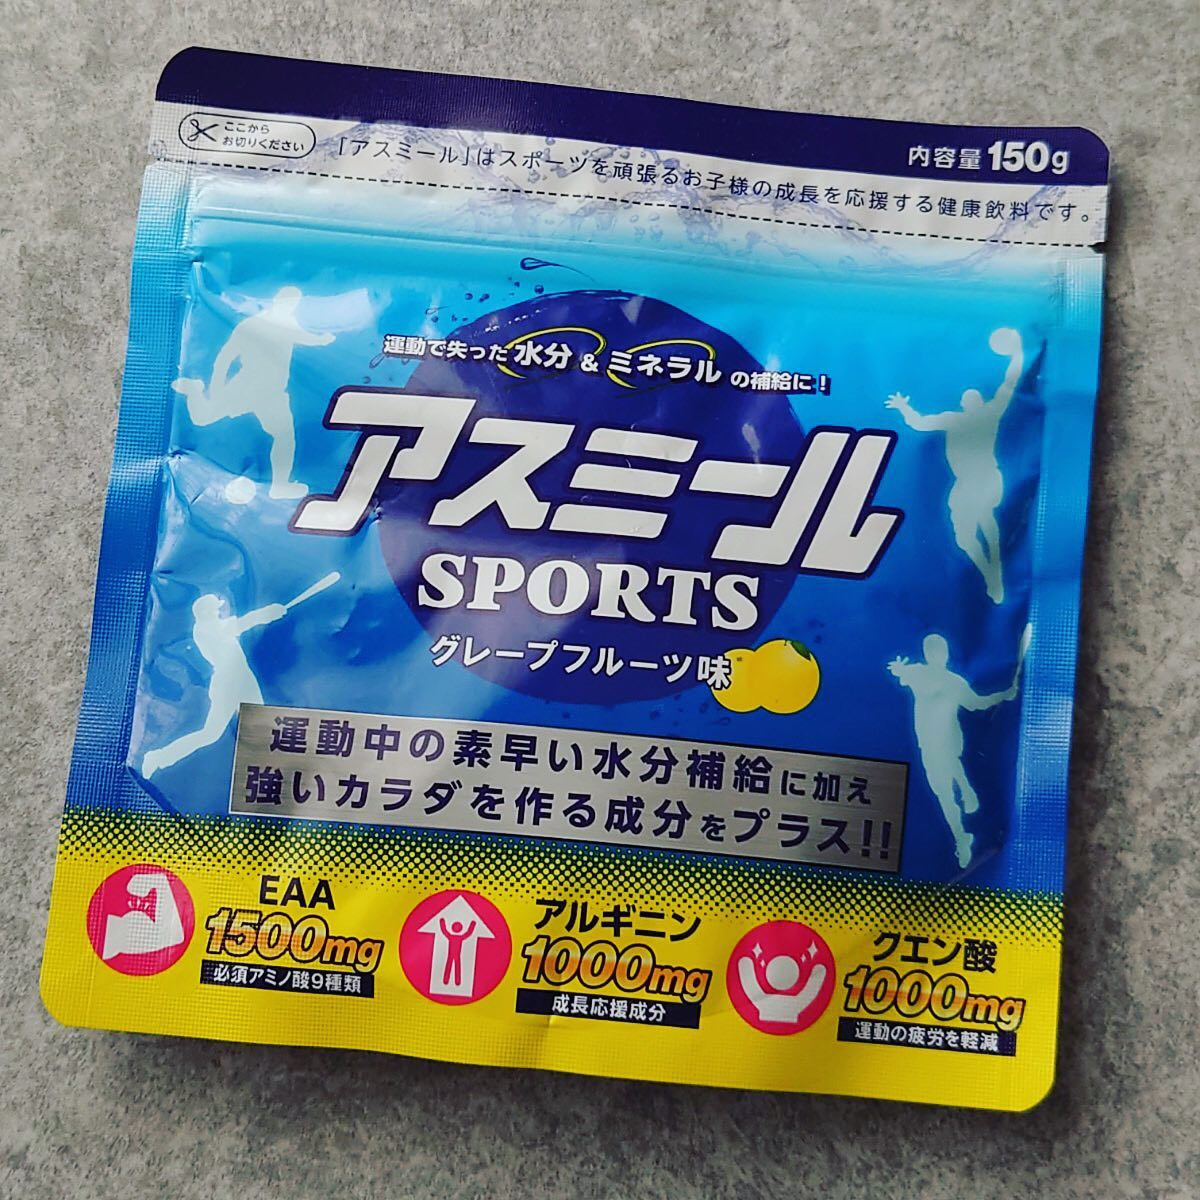 ここから
お切りください
内容量150g
「アスミール」はスポーツを頑張るお子様の成長を応援する健康飲料です。
運動で失った水分&ミネラルの補給に!
アスミール
SPORTS
グレープフルーツ味
運動中の素早い水分補給に加え
強いカラダを作る成分をプラス!!
EAA
1500mg
必須アミノ酸9種類
アルギニン
1000mg
成長応援成分
クエン酸
1000mg
運動の疲労を軽減